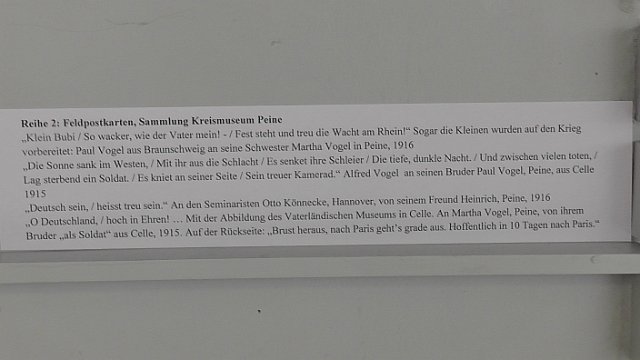 Reihe 2: Feldpostkarten, Sammlung Kreismuseum Peine
„Klein Bubi / So wacker, wie der Vater mein! - / Fest steht und treu die Wacht am Rhein!“ Sogar die Kleinen wurden auf den Krieg
vorbereitet: Paul Vogel aus Braunschweig an seine Schwester Martha Vogel in Peine, 1916
„Die Sonne sank im Westen, / Mit ihr aus die Schlacht / Es senket ihre Schleier / Die tiefe, dunkle Nacht. / Und zwischen vielen toten, /
Lag sterbend ein Soldat. / Es kniet an seiner Seite / Sein treuer Kamerad.“ Alfred Vogel an seinen Bruder Paul Vogel, Peine, aus Celle
1915
„Deutsch sein, / heisst treu sein.“ An den Seminaristen Otto Könnecke, Hannover, von seinem Freund Heinrich, Peine, 1916
„O Deutschland, / hoch in Ehren! … Mit der Abbildung des Vaterländischen Museums in Celle. An Martha Vogel, Peine, von ihrem
Bruder „als Soldat“ aus Celle, 1915. Auf der Rückseite: „Brust heraus, nach Paris geht’s grade aus. Hoffentlich in 10 Tagen nach Paris.“